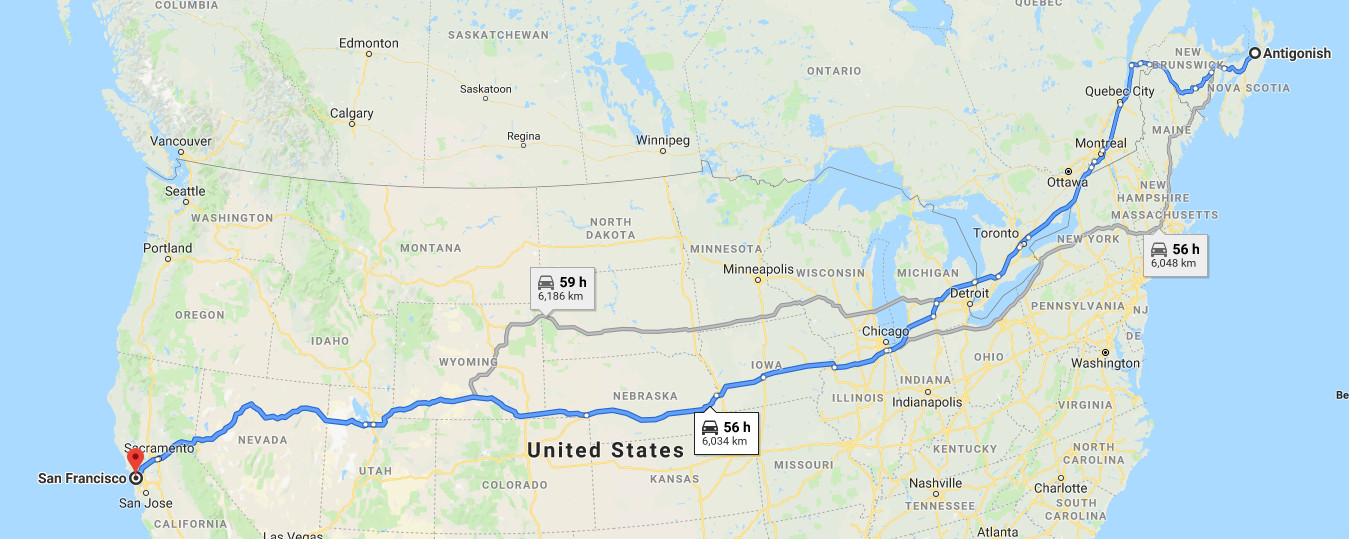 COLUMBIA
QUEBEC
Edmonton
SASKATCHEWAN
ONTARIO
NEW
BRUNSWICK
Antigonish
Saskatoon
Quebec City
NOVA SCOTIA
Calgary
Regina
Winnipeg
MAINE
Vancouver
Montreal
Ottawa
Seattle
WASHINGTON
NEW
HAMPSHIRE
MASSACHUSETTS
NORTH
DAKOTA
Toronto
NEW YORK
Portland
MONTANA
MINNESOTA
56 h
6,048 km
Minneapolis
WISCONSIN
MICHIGAN
59 h
6,186 km
Detroit
PENNSYLVANIA
NJ
OREGON
IDAHO
Chicago
DE
WYOMING
IOWA
OHIO
Washington
NEBRASKA
ILLINOIS
INDIANA
Indianapolis
Be
VIRGINIA
NEVADA
56 h
6,034 km
Sacramento
United States
KENTUCKY
NORTH
CAROLINA
San Francisco
UTAH
COLORADO
KANSAS
MISSOURI
Nashville
Charlotte
San Jose
TENNESSEE
SOUTH
CAROLINA
CALIFORNIA
Las Vegas
Atlanta